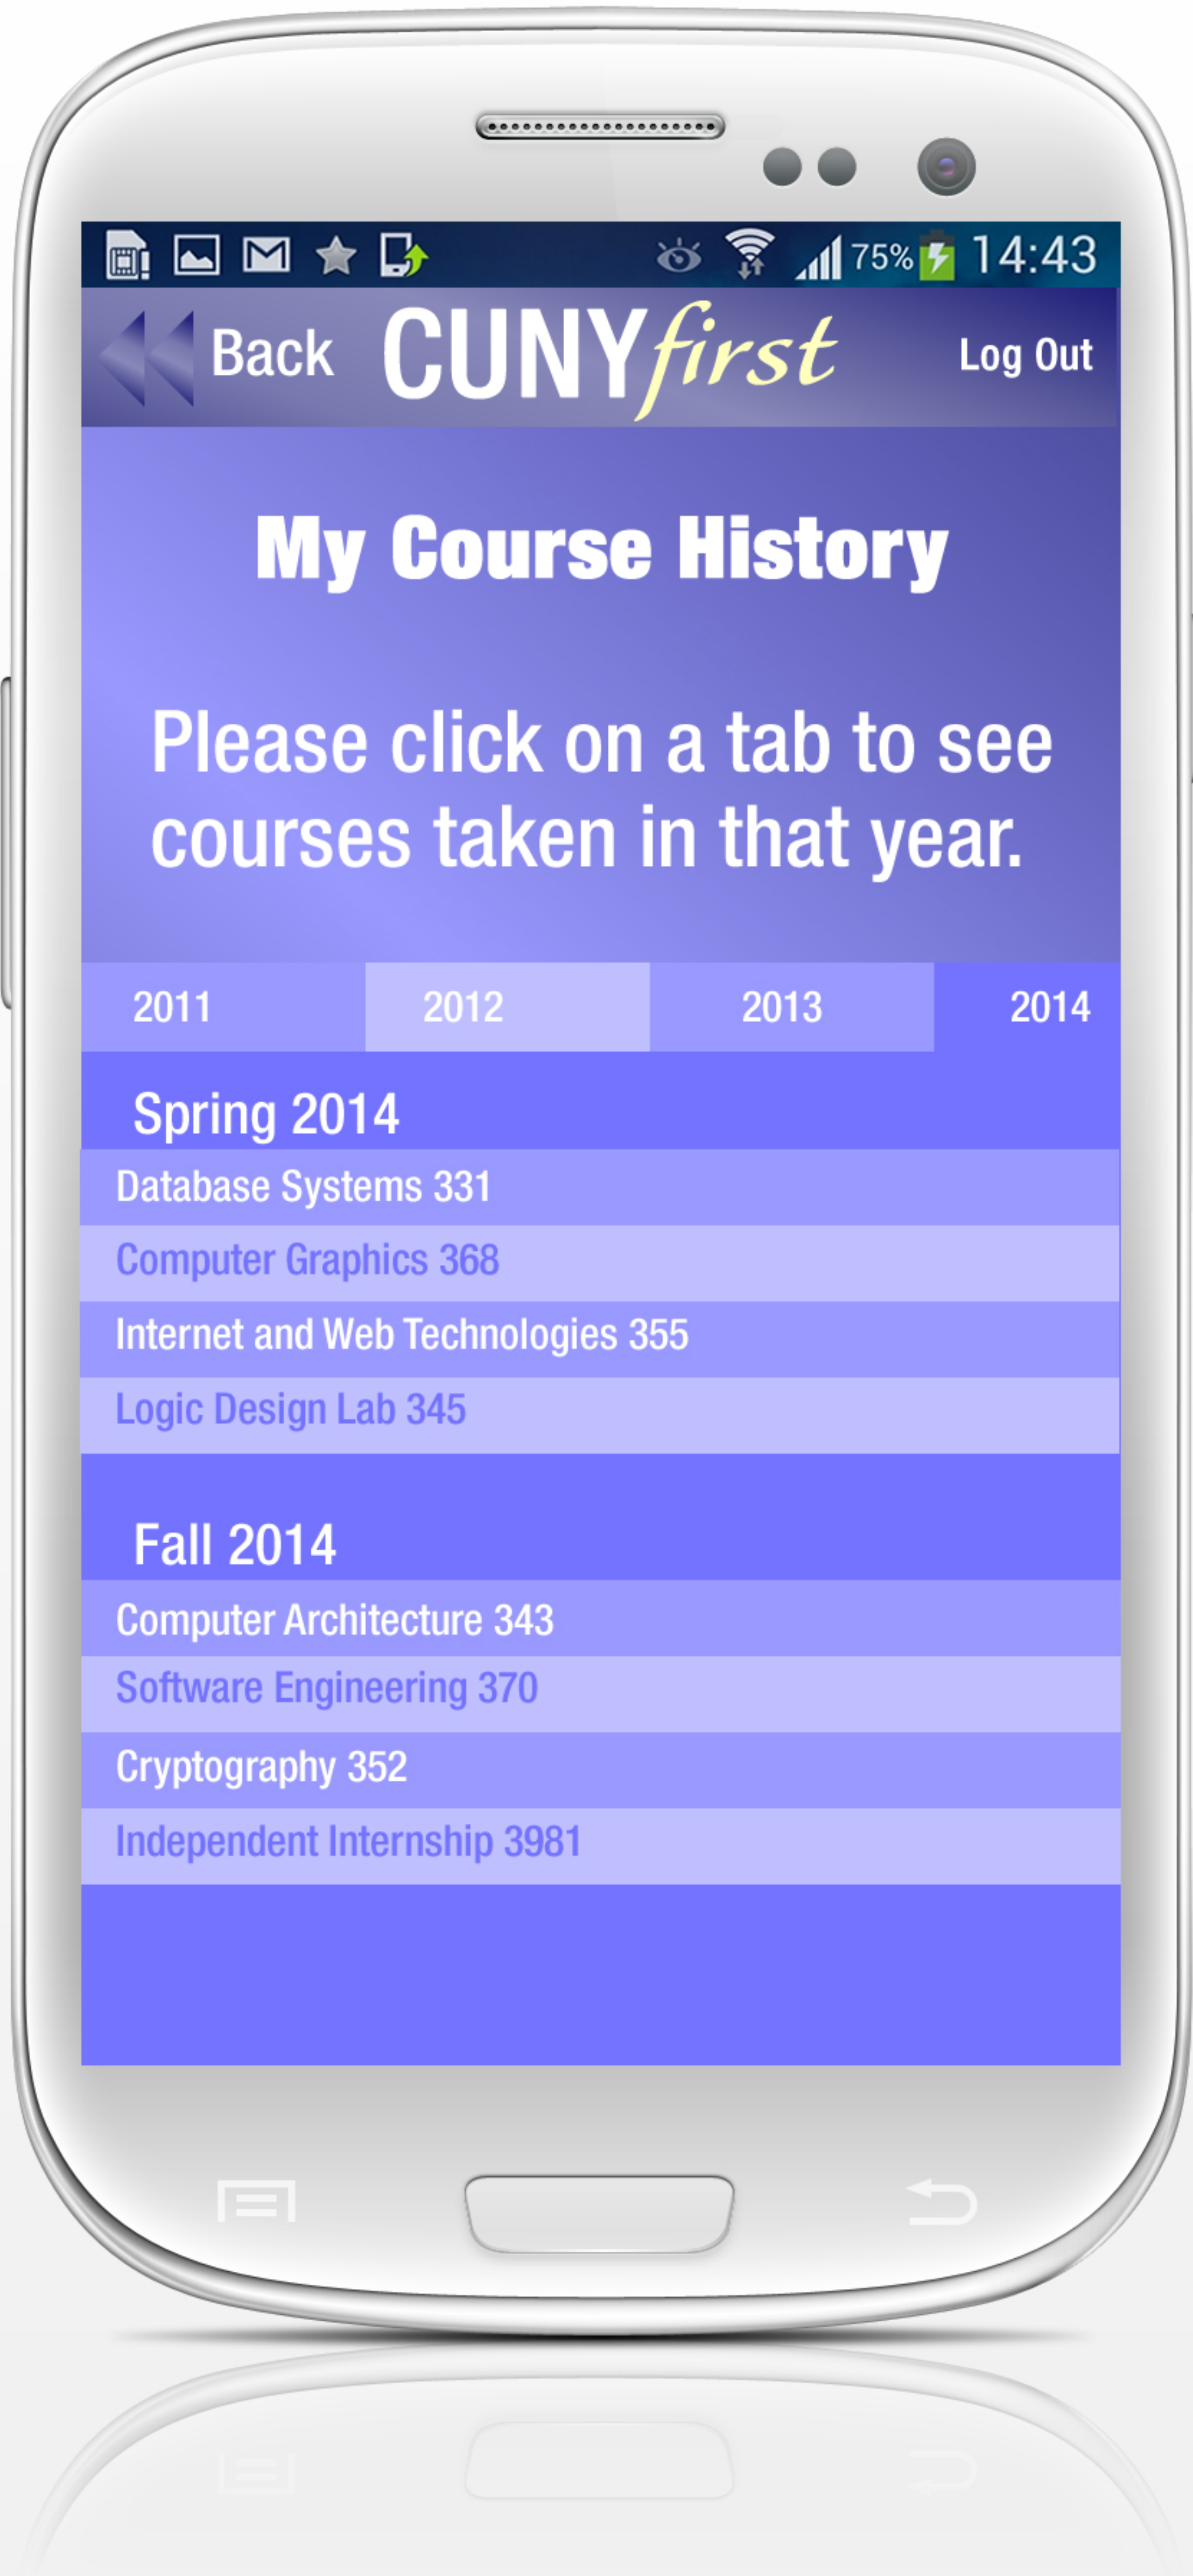 75% 14:43
Back CUNYfirst Log Out
My Course History
Please click on a tab to see
courses taken in that year.
2011 2012 2013 2014
Spring 2014
Database Systems 331
Computer Graphics 368
Internet and Web Technologies 355
Logic Design Lab 345
Fall 2014
Computer Architecture 343
Software Engineering 370
Cryptography 352
Independent Internship 3981